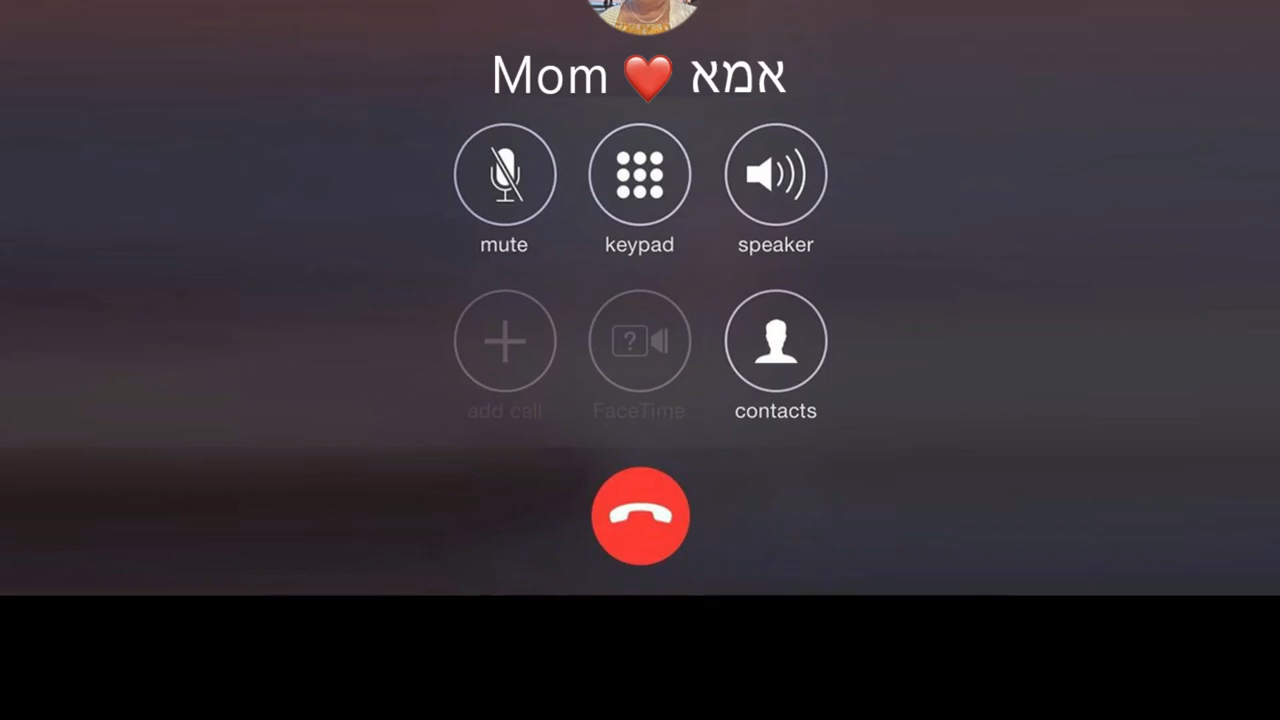 Mom ❤️ אמא
mute keypad speaker
?
add call FaceTime contacts